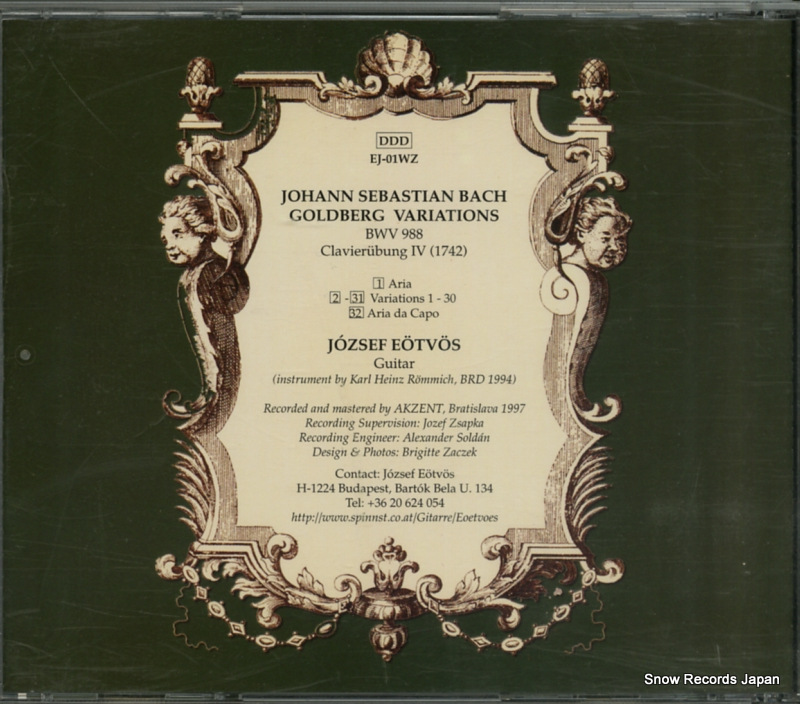 DDD
EJ-01WZ
JOHANN SEBASTIAN BACH
GOLDBERG VARIATIONS
BWV 988
Clavierübung IV (1742)
1 Aria
2 - 31 Variations 1 - 30
32 Aria da Capo
JÓZSEF EÖTVÖS
Guitar
(instrument by Karl Heinz Römmich, BRD 1994)
Recorded and mastered by AKZENT, Bratislava 1997
Recording Supervision: Jozef Zsapka
Recording Engineer: Alexander Soldán
Design & Photos: Brigitte Zaczek
Contact: József Eötvös
H-1224 Budapest, Bartók Bela U. 134
Tel: +36 20 624 054
http://www.spinnst.co.at/Gitarre/Eoetvoes
Snow Records Japan